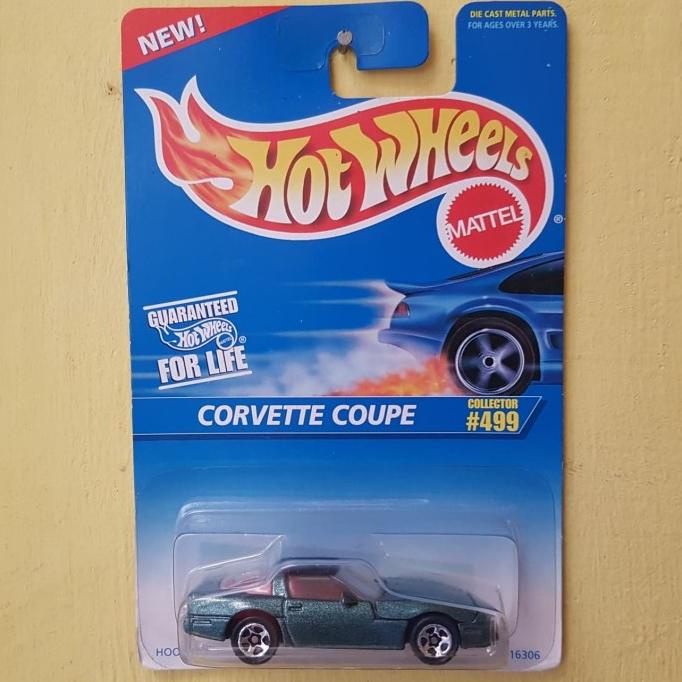 NEW!
DIE CAST METAL PARTS.
FOR AGES OVER 3 YEARS.
HOT WHEELS
MATTEL
®
GUARANTEED
HOT WHEELS
®
FOR LIFE
CORVETTE COUPE
COLLECTOR
#499
HOO
16306